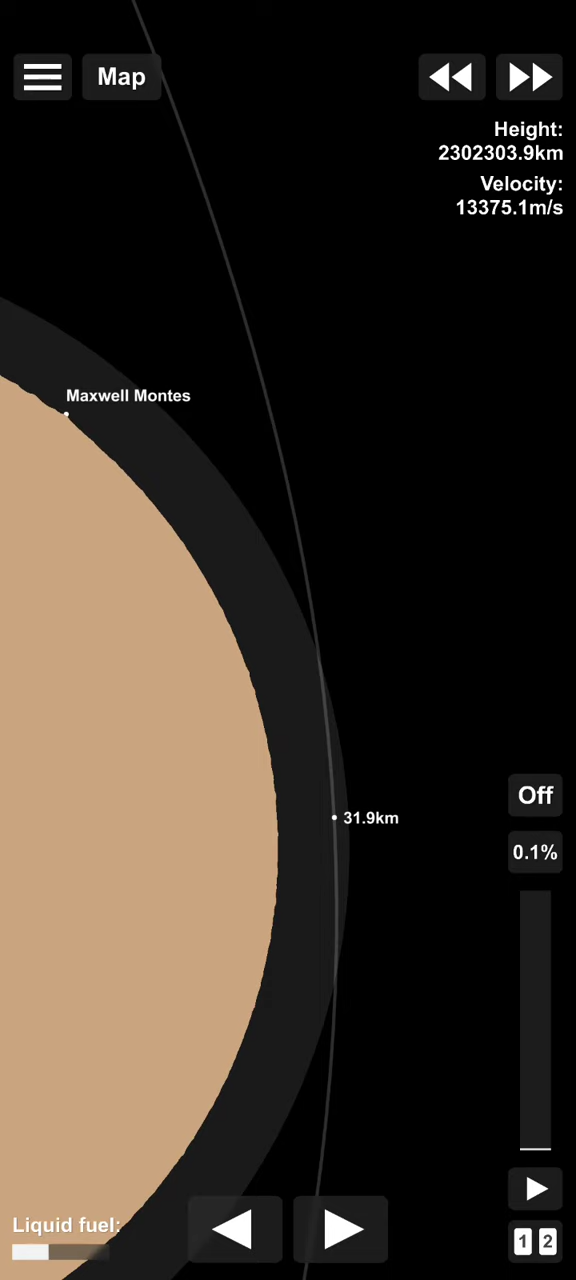 Map
Height:
2302303.9km
Velocity:
13375.1m/s
Maxwell Montes
Off
31.9km
0.1%
Liquid fuel:
1 2